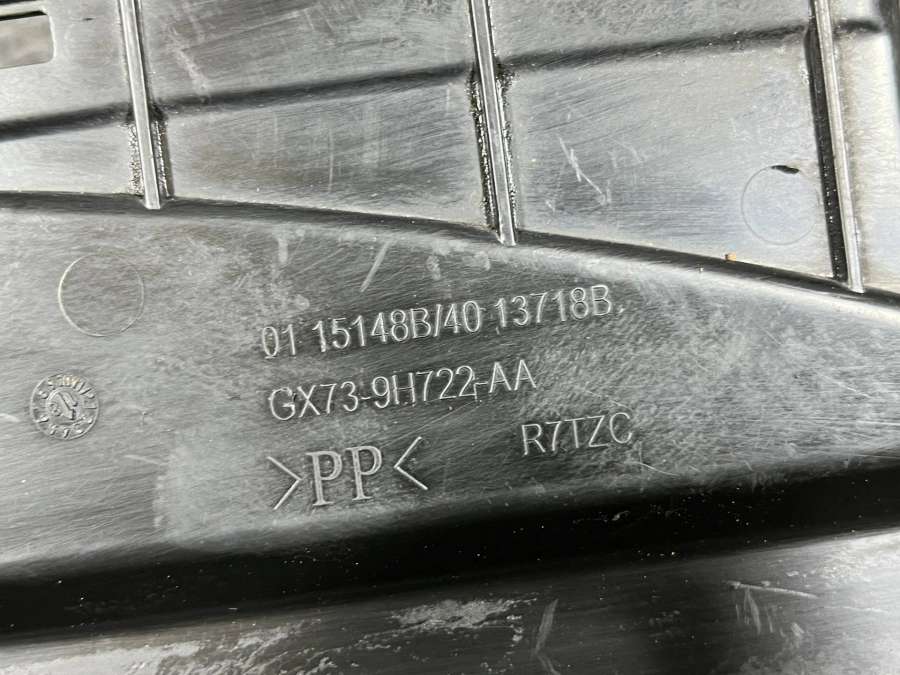 01 15148B/40 13718B
GX73-9H722-AA
R7TZC
>PP<